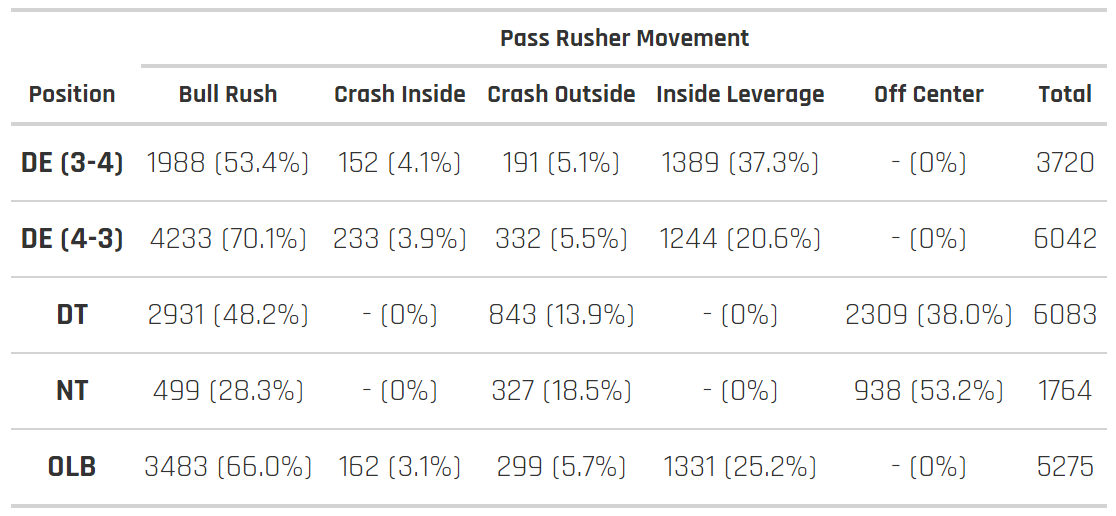 Pass Rusher Movement
Position Bull Rush Crash Inside Crash Outside Inside Leverage Off Center Total
DE (3-4) 1988 (53.4%) 152 (4.1%) 191 (5.1%) 1389 (37.3%) - (0%) 3720
DE (4-3) 4233 (70.1%) 233 (3.9%) 332 (5.5%) 1244 (20.6%) - (0%) 6042
DT 2931 (48.2%) - (0%) 843 (13.9%) - (0%) 2309 (38.0%) 6083
NT 499 (28.3%) - (0%) 327 (18.5%) - (0%) 938 (53.2%) 1764
OLB 3483 (66.0%) 162 (3.1%) 299 (5.7%) 1331 (25.2%) - (0%) 5275